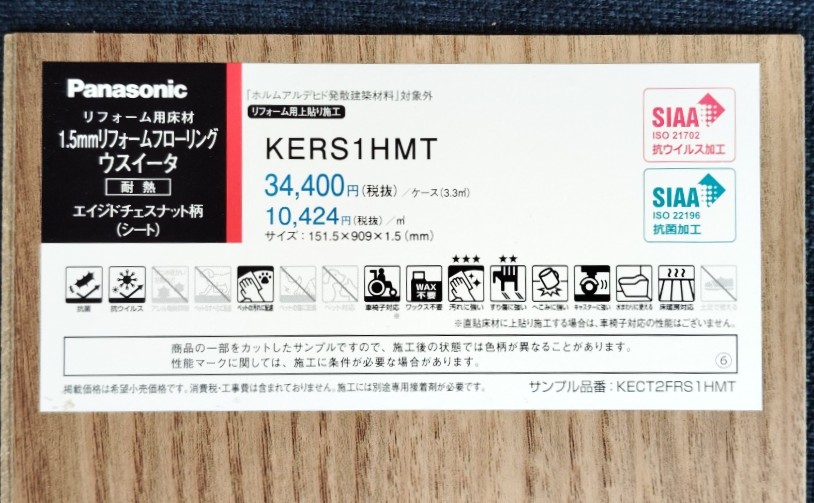 Panasonic
リフォーム用床材
1.5mmリフォームフローリング
ウスイータ
耐熱
エイジドチェスナット柄
(シート)
「ホルムアルデヒド発散建築材料」対象外
リフォーム用上貼り施工
KERS1HMT
34,400円(税抜)/ケース(3.3㎡)
10,424円(税抜)/㎡
サイズ:151.5×909×1.5(mm)
SIAA
ISO 21702
抗ウイルス加工
SIAA
ISO 22196
抗菌加工
★★★ ★★
WAX
不要
抗菌 抗ウイルス 車椅子対応 ワックス不要 汚れに強い すり傷に強い へこみに強い キャスターに強い 水まわりに使える 床暖房対応
※直貼床材に上貼り施工する場合は、車椅子対応の性能はございません。
商品の一部をカットしたサンプルですので、施工後の状態では色柄が異なることがあります。
性能マークに関しては、施工に条件が必要な場合があります。
⑥
掲載価格は希望小売価格です。消費税・工事費は含まれておりません。施工には別途専用接着剤が必要です。
サンプル品番:KECT2FRS1HMT